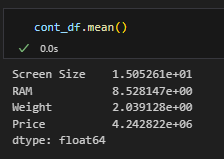 cont_df.mean()
0.0s
Screen Size    1.505261e+01
RAM            8.528147e+00
Weight         2.039128e+00
Price          4.242822e+06
dtype: float64